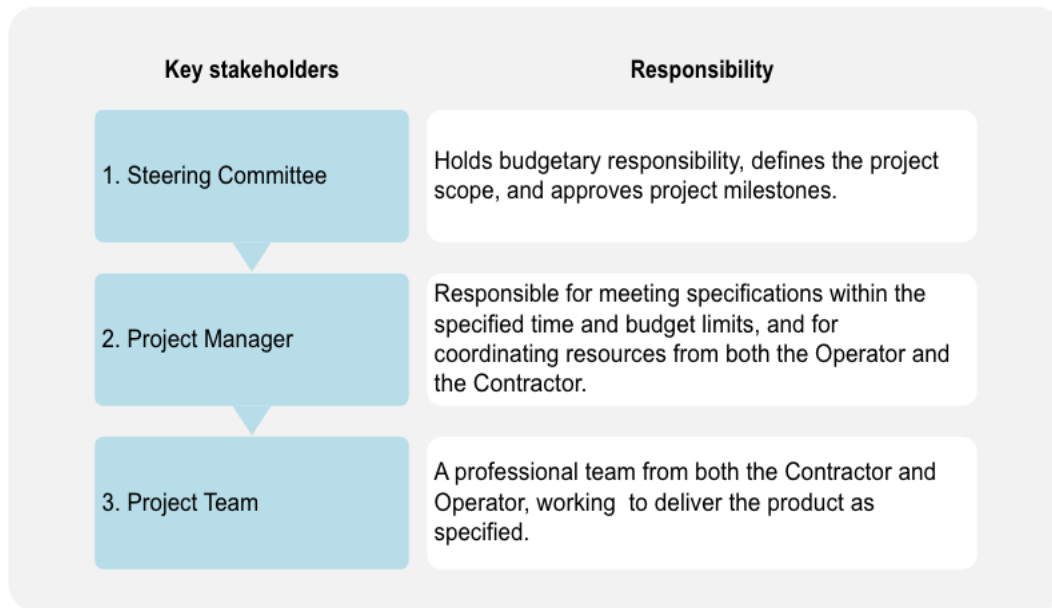 Key stakeholders
Responsibility
1. Steering Committee
Holds budgetary responsibility, defines the project
scope, and approves project milestones.
2. Project Manager
Responsible for meeting specifications within the
specified time and budget limits, and for
coordinating resources from both the Operator and
the Contractor.
3. Project Team
A professional team from both the Contractor and
Operator, working  to deliver the product as
specified.